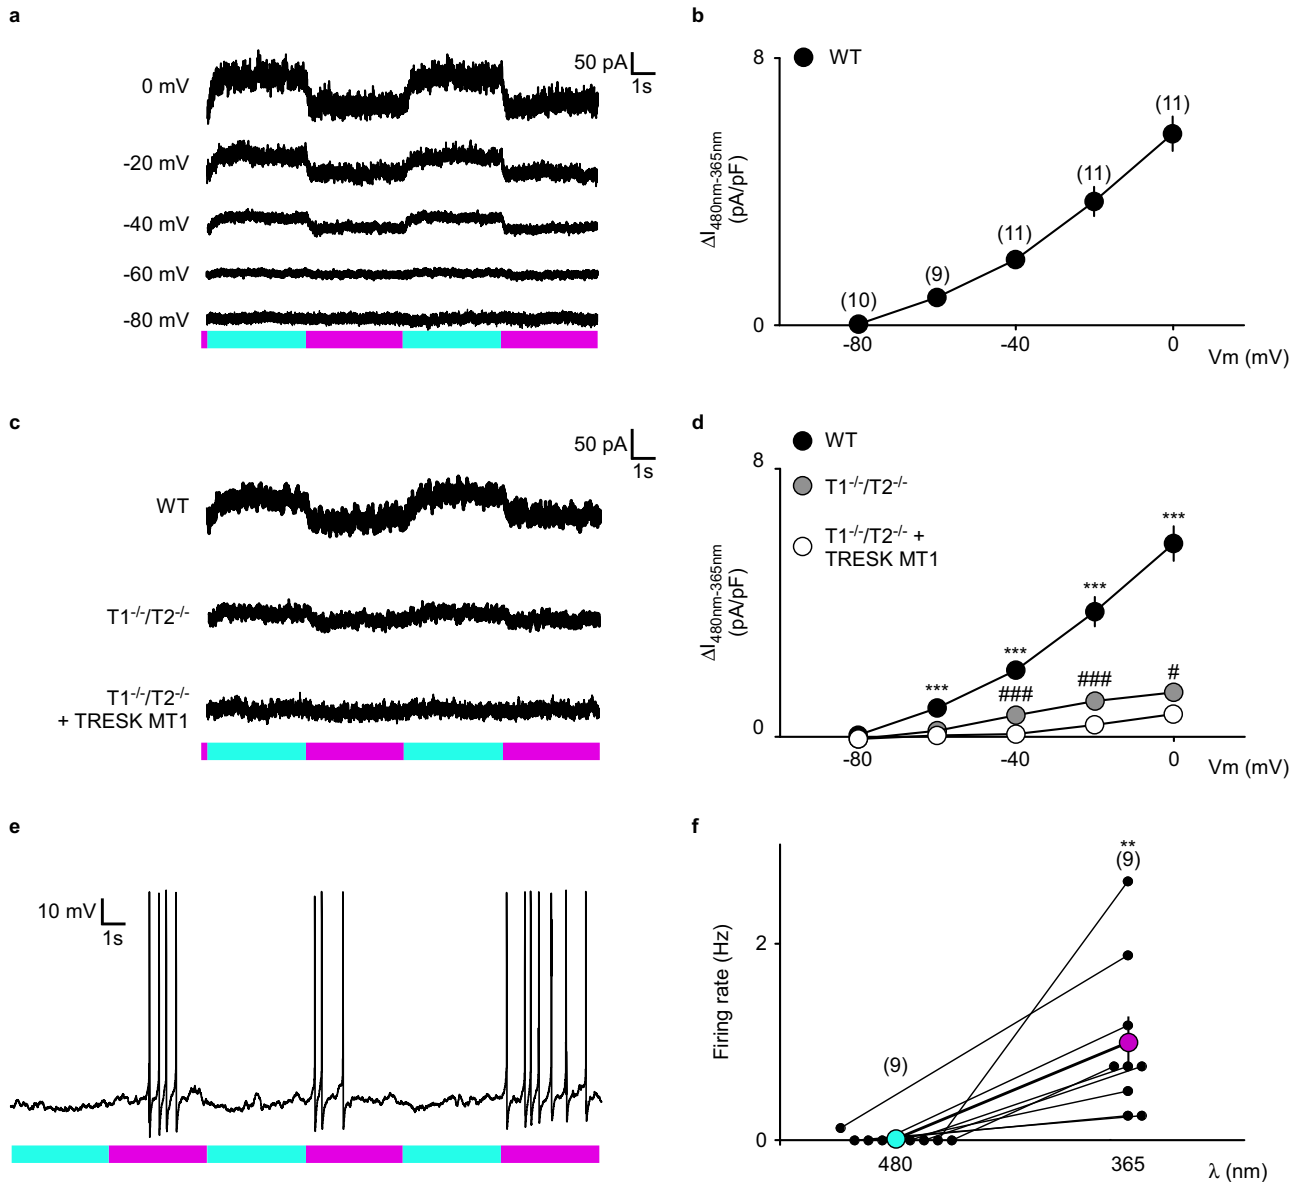 a
50 pA
1s
0 mV
-20 mV
-40 mV
-60 mV
-80 mV
b
8
WT
(11)
(11)
(11)
(9)
(10)
0
-80
-40
0
Vm (mV)
ΔI480nm-365nm
(pA/pF)
c
50 pA
1s
WT
T1-/-/T2-/-
T1-/-/T2-/-
+ TRESK MT1
d
WT
8
T1-/-/T2-/-
T1-/-/T2-/- +
TRESK MT1
***
***
***
***
###
###
#
0
-80
-40
0
Vm (mV)
ΔI480nm-365nm
(pA/pF)
e
10 mV
1s
f
**
(9)
2
(9)
0
480
365
λ (nm)
Firing rate (Hz)